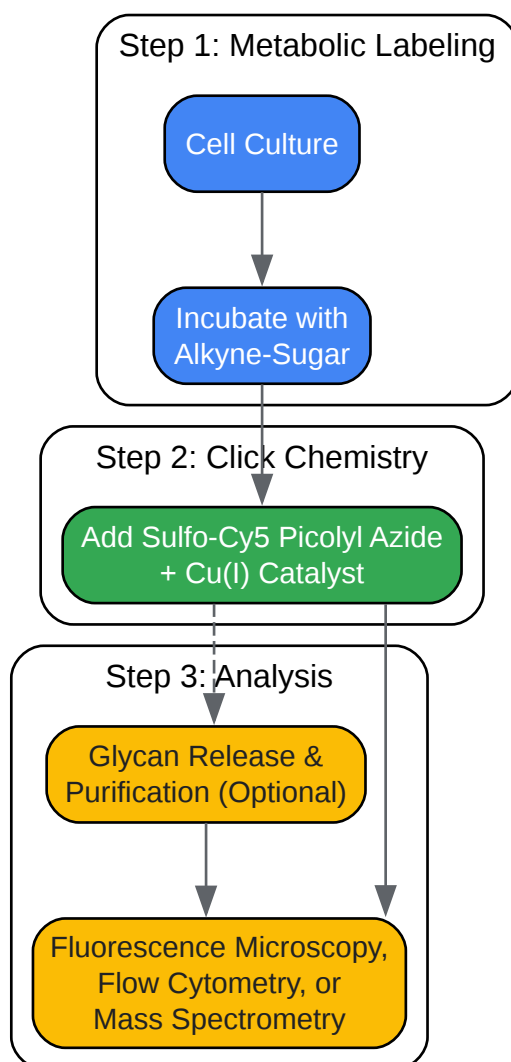 Step 1: Metabolic Labeling
Cell Culture
Incubate with
Alkyne-Sugar
Step 2: Click Chemistry
Add Sulfo-Cy5 Picolyl Azide
+ Cu(I) Catalyst
Step 3: Analysis
Glycan Release &
Purification (Optional)
Fluorescence Microscopy,
Flow Cytometry, or
Mass Spectrometry